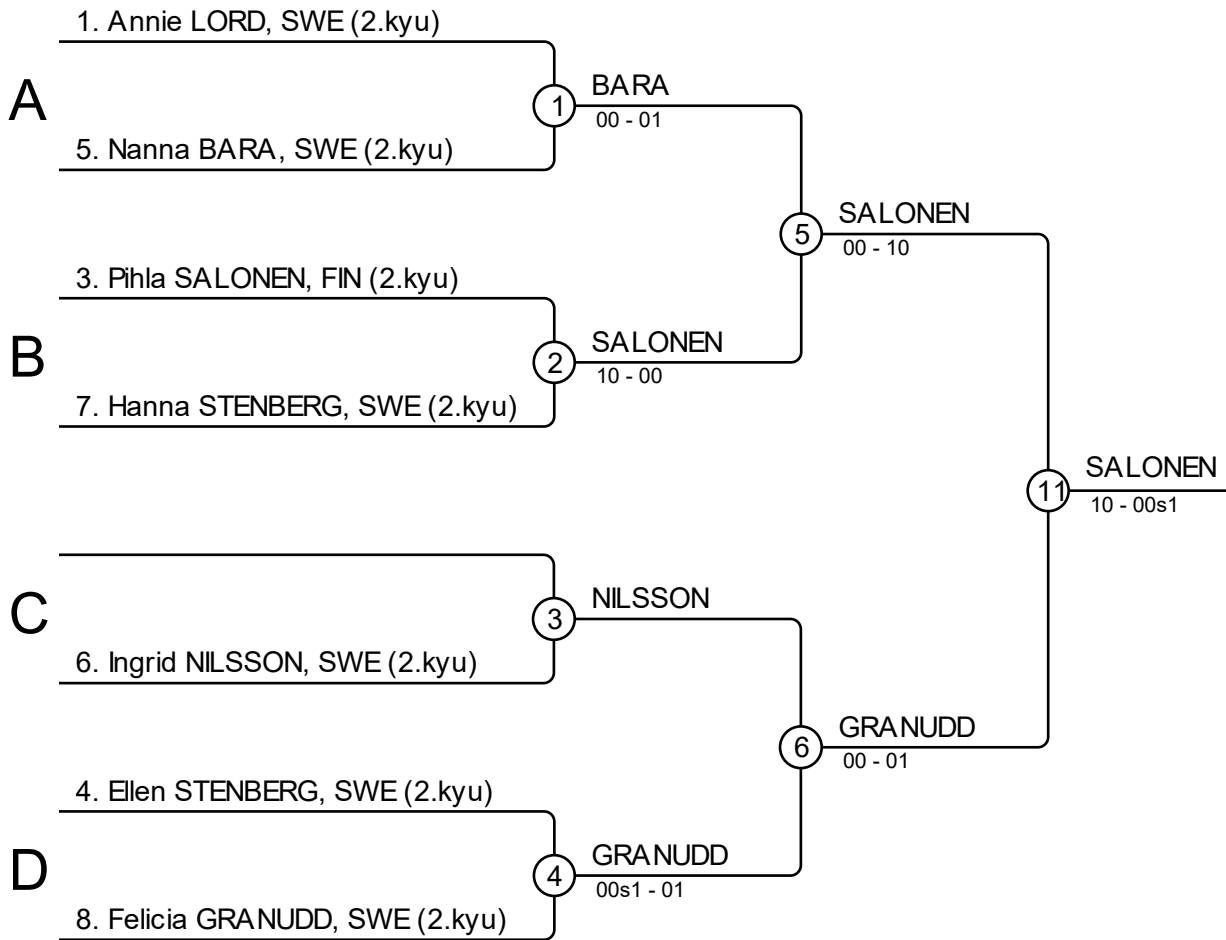 1. Annie LORD, SWE (2.kyu)
A
1
BARA
00 - 01
5. Nanna BARA, SWE (2.kyu)
5
SALONEN
00 - 10
3. Pihla SALONEN, FIN (2.kyu)
B
2
SALONEN
10 - 00
7. Hanna STENBERG, SWE (2.kyu)
11
SALONEN
10 - 00s1
C
3
NILSSON
6. Ingrid NILSSON, SWE (2.kyu)
6
GRANUDD
00 - 01
4. Ellen STENBERG, SWE (2.kyu)
D
4
GRANUDD
00s1 - 01
8. Felicia GRANUDD, SWE (2.kyu)